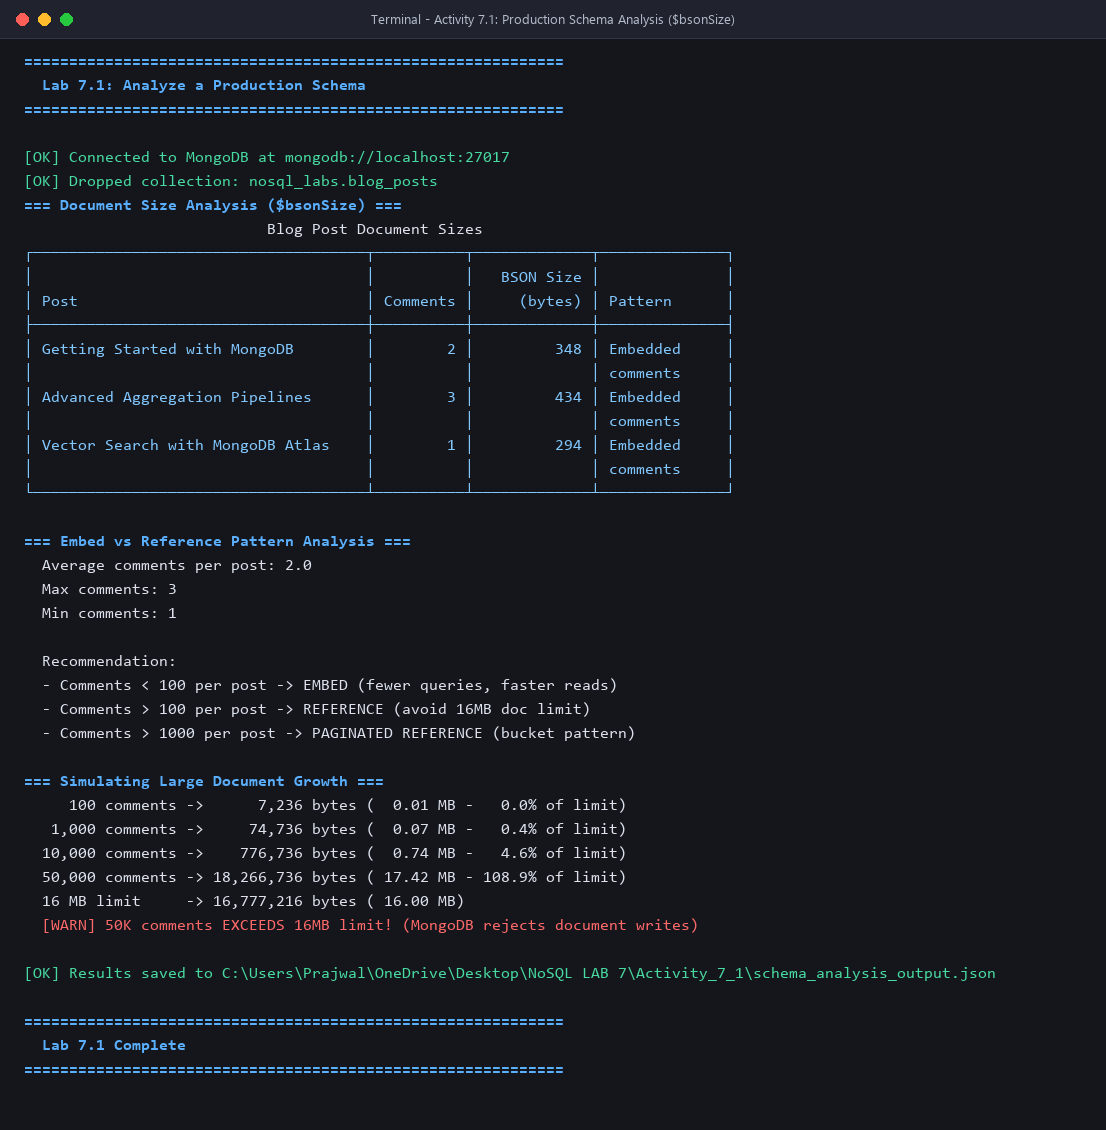 Terminal - Activity 7.1: Production Schema Analysis ($bsonSize)
============================================================
Lab 7.1: Analyze a Production Schema
============================================================
[OK] Connected to MongoDB at mongodb://localhost:27017
[OK] Dropped collection: nosql_labs.blog_posts
=== Document Size Analysis ($bsonSize) ===
Blog Post Document Sizes
BSON Size
Post Comments (bytes) Pattern
Getting Started with MongoDB 2 348 Embedded
comments
Advanced Aggregation Pipelines 3 434 Embedded
comments
Vector Search with MongoDB Atlas 1 294 Embedded
comments
=== Embed vs Reference Pattern Analysis ===
Average comments per post: 2.0
Max comments: 3
Min comments: 1
Recommendation:
- Comments < 100 per post -> EMBED (fewer queries, faster reads)
- Comments > 100 per post -> REFERENCE (avoid 16MB doc limit)
- Comments > 1000 per post -> PAGINATED REFERENCE (bucket pattern)
=== Simulating Large Document Growth ===
100 comments -> 7,236 bytes ( 0.01 MB - 0.0% of limit)
1,000 comments -> 74,736 bytes ( 0.07 MB - 0.4% of limit)
10,000 comments -> 776,736 bytes ( 0.74 MB - 4.6% of limit)
50,000 comments -> 18,266,736 bytes ( 17.42 MB - 108.9% of limit)
16 MB limit -> 16,777,216 bytes ( 16.00 MB)
[WARN] 50K comments EXCEEDS 16MB limit! (MongoDB rejects document writes)
[OK] Results saved to C:\Users\Prajwal\OneDrive\Desktop\NoSQL LAB 7\Activity_7_1\schema_analysis_output.json
============================================================
Lab 7.1 Complete
============================================================